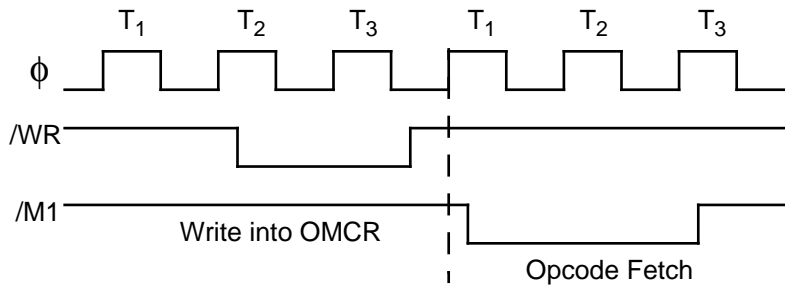 T1 T2 T3 T1 T2 T3
ϕ
/WR
/M1
Write into OMCR
Opcode Fetch